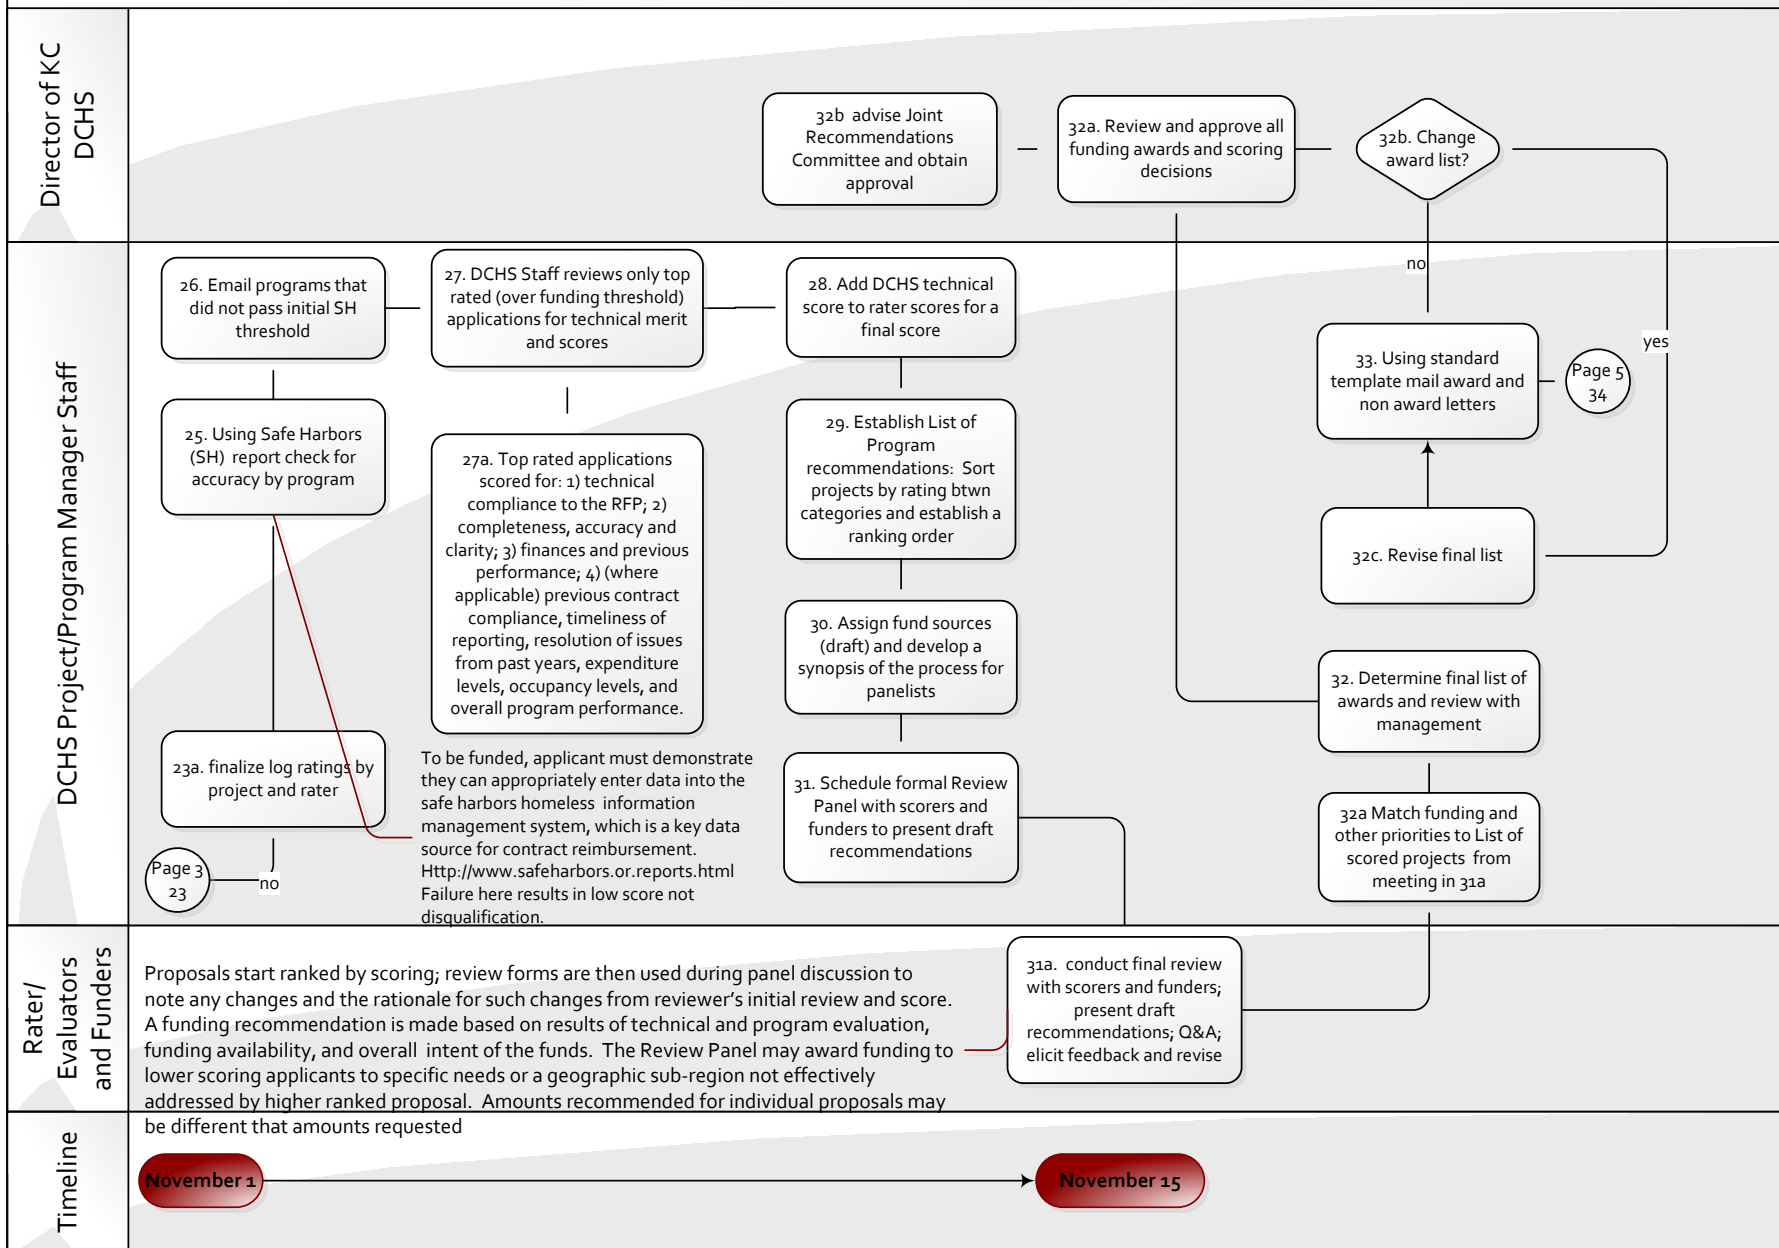 Director of KC
DCHS
32b advise Joint
Recommendations
Committee and obtain
approval
32a. Review and approve all
funding awards and scoring
decisions
32b. Change
award list?
DCHS Project/Program Manager Staff
26. Email programs that
did not pass initial SH
threshold
27. DCHS Staff reviews only top
rated (over funding threshold)
applications for technical merit
and scores
28. Add DCHS technical
score to rater scores for a
final score
no
yes
33. Using standard
template mail award and
non award letters
Page 5
34
25. Using Safe Harbors
(SH) report check for
accuracy by program
27a. Top rated applications
scored for: 1) technical
compliance to the RFP; 2)
completeness, accuracy and
clarity; 3) finances and previous
performance; 4) (where
applicable) previous contract
compliance, timeliness of
reporting, resolution of issues
from past years, expenditure
levels, occupancy levels, and
overall program performance.
29. Establish List of
Program
recommendations: Sort
projects by rating btwn
categories and establish a
ranking order
32c. Revise final list
30. Assign fund sources
(draft) and develop a
synopsis of the process for
panelists
32. Determine final list of
awards and review with
management
23a. finalize log ratings by
project and rater
To be funded, applicant must demonstrate
they can appropriately enter data into the
safe harbors homeless information
management system, which is a key data
source for contract reimbursement.
Http://www.safeharbors.or.reports.html
Failure here results in low score not
disqualification.
31. Schedule formal Review
Panel with scorers and
funders to present draft
recommendations
32a Match funding and
other priorities to List of
scored projects from
meeting in 31a
Page 3
23
no
Rater/
Evaluators
and Funders
Proposals start ranked by scoring; review forms are then used during panel discussion to
note any changes and the rationale for such changes from reviewer's initial review and score.
A funding recommendation is made based on results of technical and program evaluation,
funding availability, and overall intent of the funds. The Review Panel may award funding to
lower scoring applicants to specific needs or a geographic sub-region not effectively
addressed by higher ranked proposal. Amounts recommended for individual proposals may
be different that amounts requested
31a. conduct final review
with scorers and funders;
present draft
recommendations; Q&A;
elicit feedback and revise
Timeline
November 1
November 15